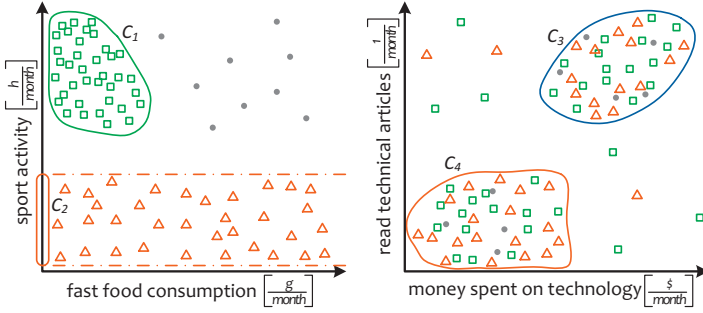 C1
C2
sport activity [h/month]
fast food consumption [g/month]
C3
C4
read technical articles [1/month]
money spent on technology [$/month]